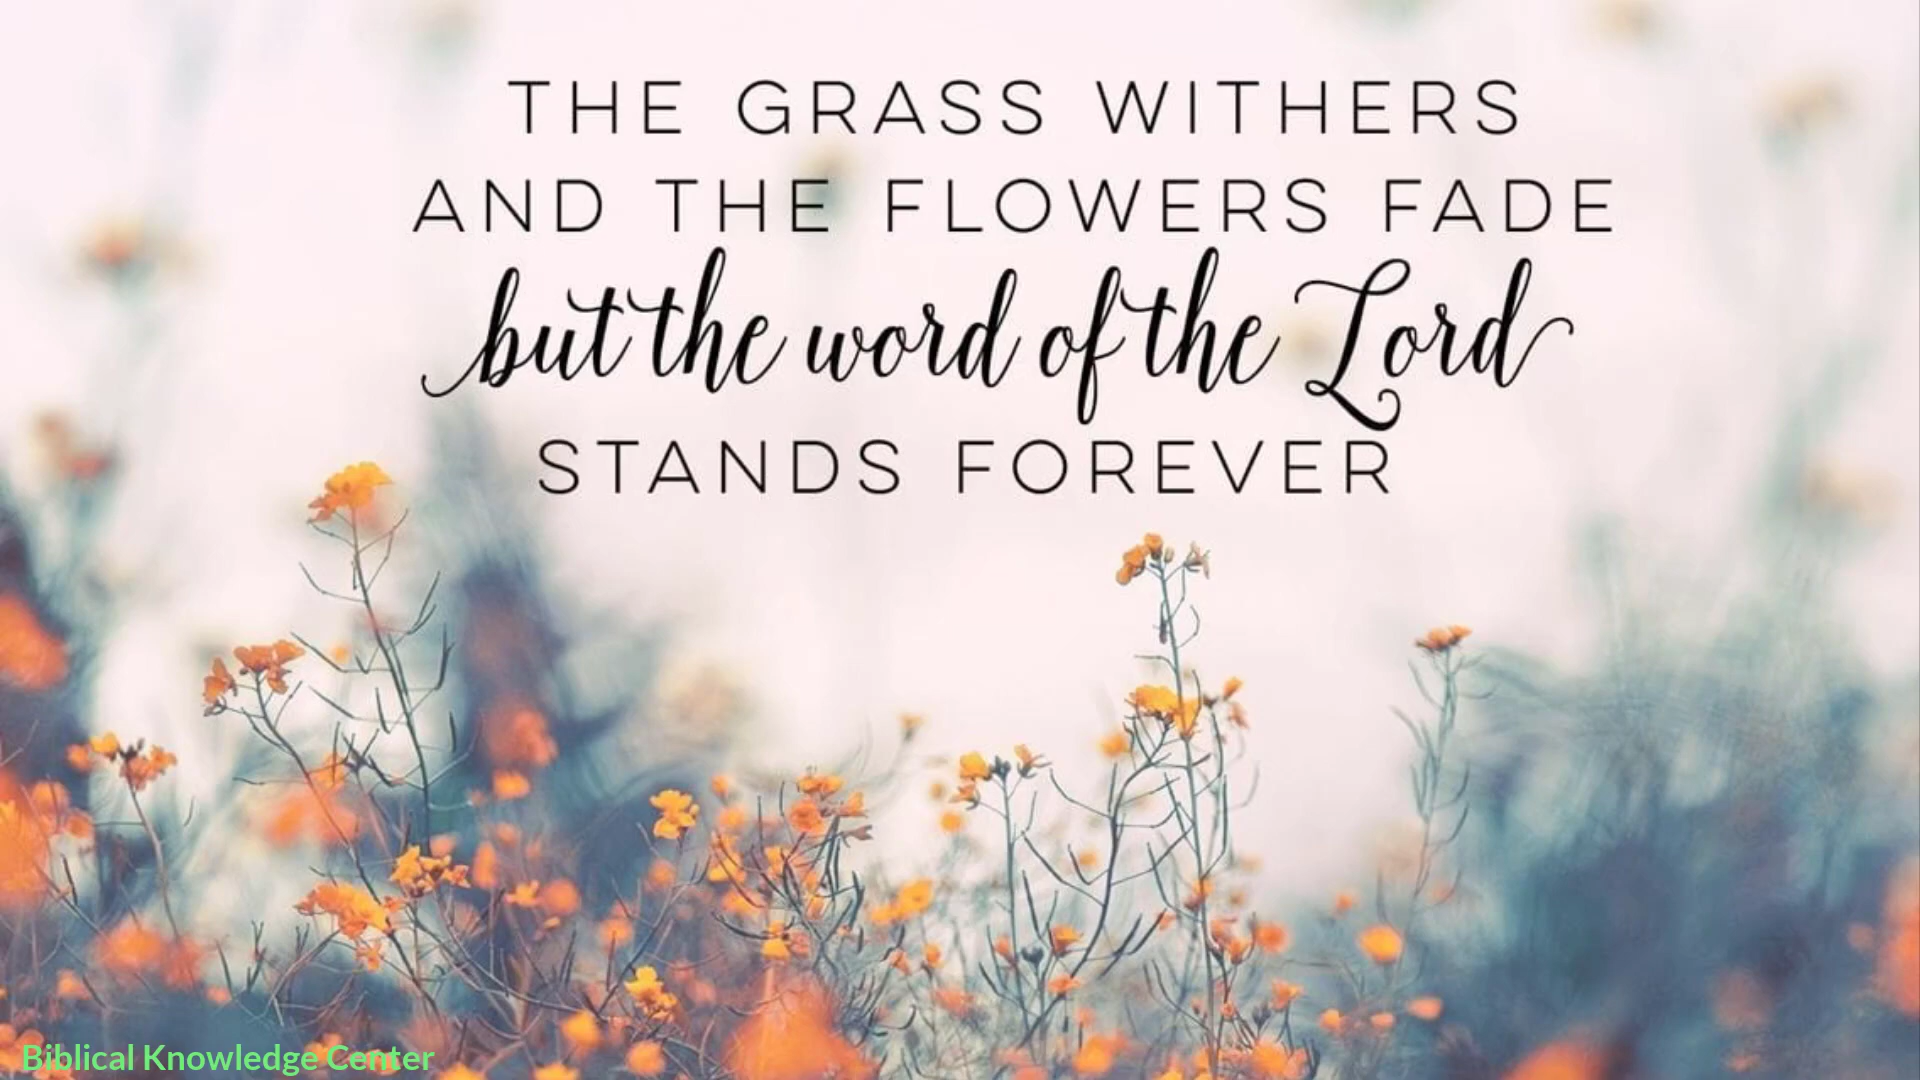 THE GRASS WITHERS
AND THE FLOWERS FADE
but the word of the Lord
STANDS FOREVER
Biblical Knowledge Center